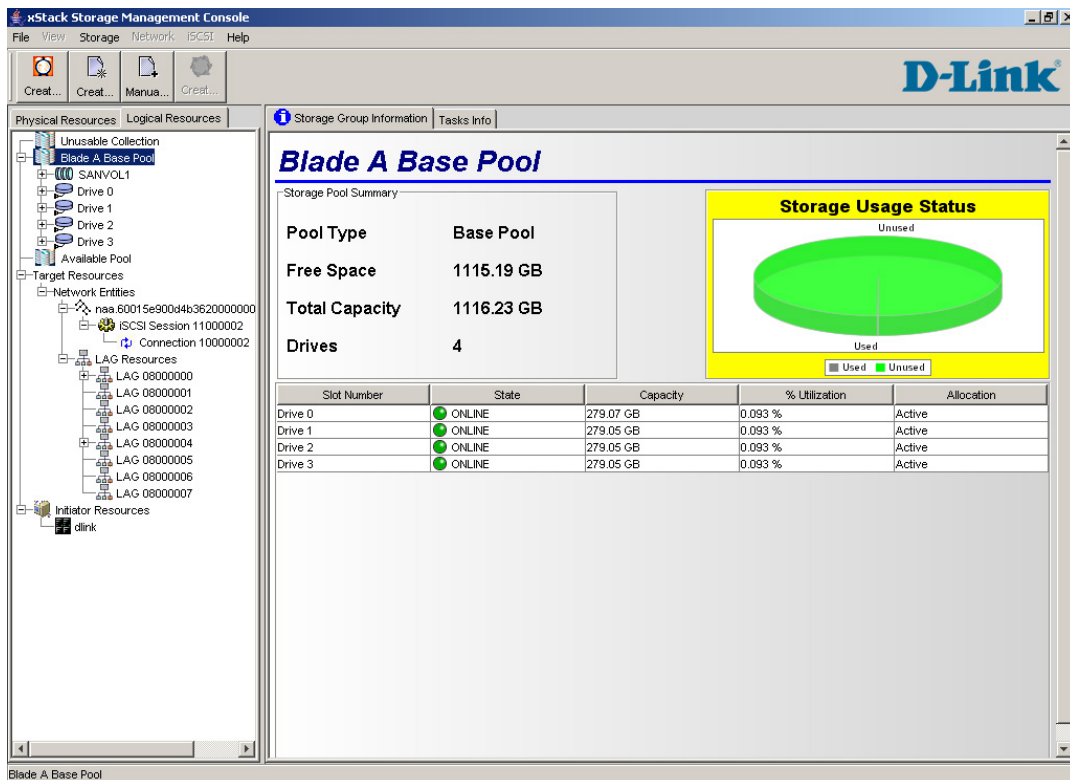 xStack Storage Management Console
File View Storage Network iSCSI Help
Creat... Creat... Manua... Creat...
D-Link
Physical Resources Logical Resources
Unusable Collection
Blade A Base Pool
SANVOL1
Drive 0
Drive 1
Drive 2
Drive 3
Available Pool
Target Resources
Network Entities
naa.60015e900d4b3620000000
iSCSI Session 11000002
Connection 10000002
LAG Resources
LAG 08000000
LAG 08000001
LAG 08000002
LAG 08000003
LAG 08000004
LAG 08000005
LAG 08000006
LAG 08000007
Initiator Resources
dlink
Storage Group Information Tasks Info
Blade A Base Pool
Storage Pool Summary
Pool Type Base Pool
Free Space 1115.19 GB
Total Capacity 1116.23 GB
Drives 4
Storage Usage Status
Unused
Used
Used Unused
Slot Number State Capacity % Utilization Allocation
Drive 0 ONLINE 279.07 GB 0.093 % Active
Drive 1 ONLINE 279.05 GB 0.093 % Active
Drive 2 ONLINE 279.05 GB 0.093 % Active
Drive 3 ONLINE 279.05 GB 0.093 % Active
Blade A Base Pool